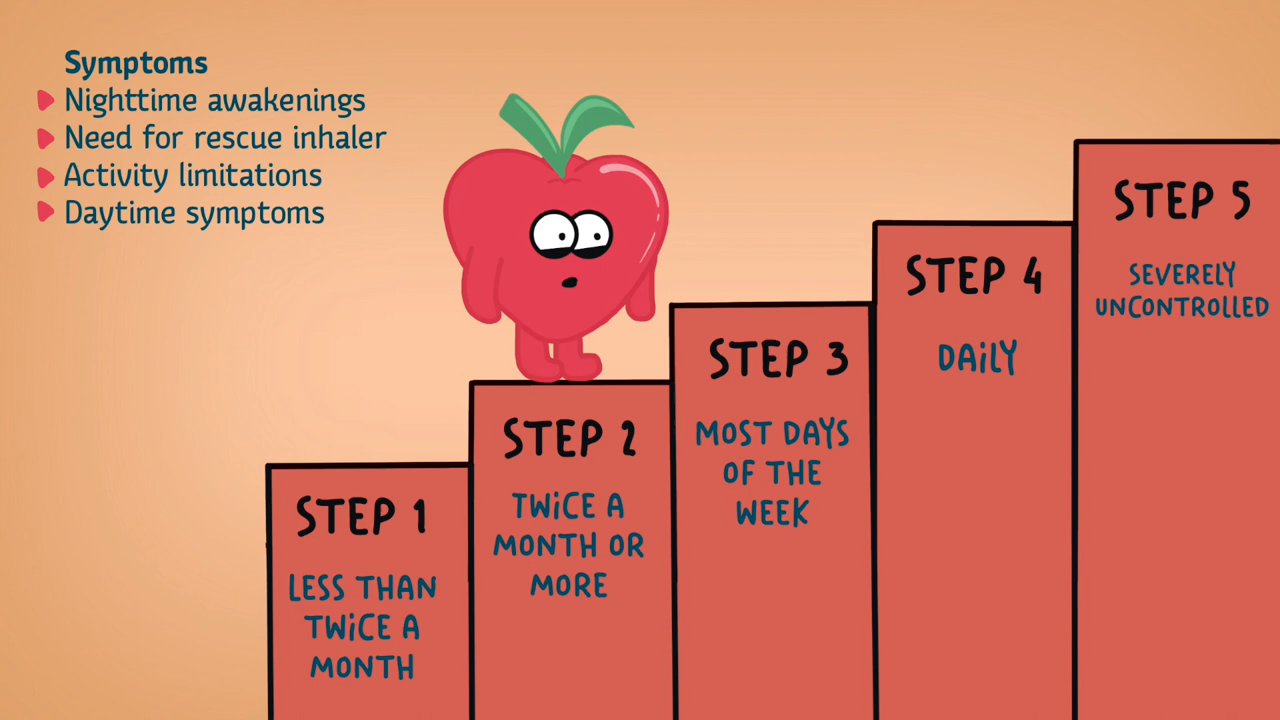 Symptoms
Nighttime awakenings
Need for rescue inhaler
Activity limitations
Daytime symptoms
STEP 1
LESS THAN
TWiCE A
MONTH
STEP 2
TWiCE A
MONTH OR
MORE
STEP 3
MOST DAYS
OF THE
WEEK
STEP 4
DAiLY
STEP 5
SEVERELY
UNCONTROLLED